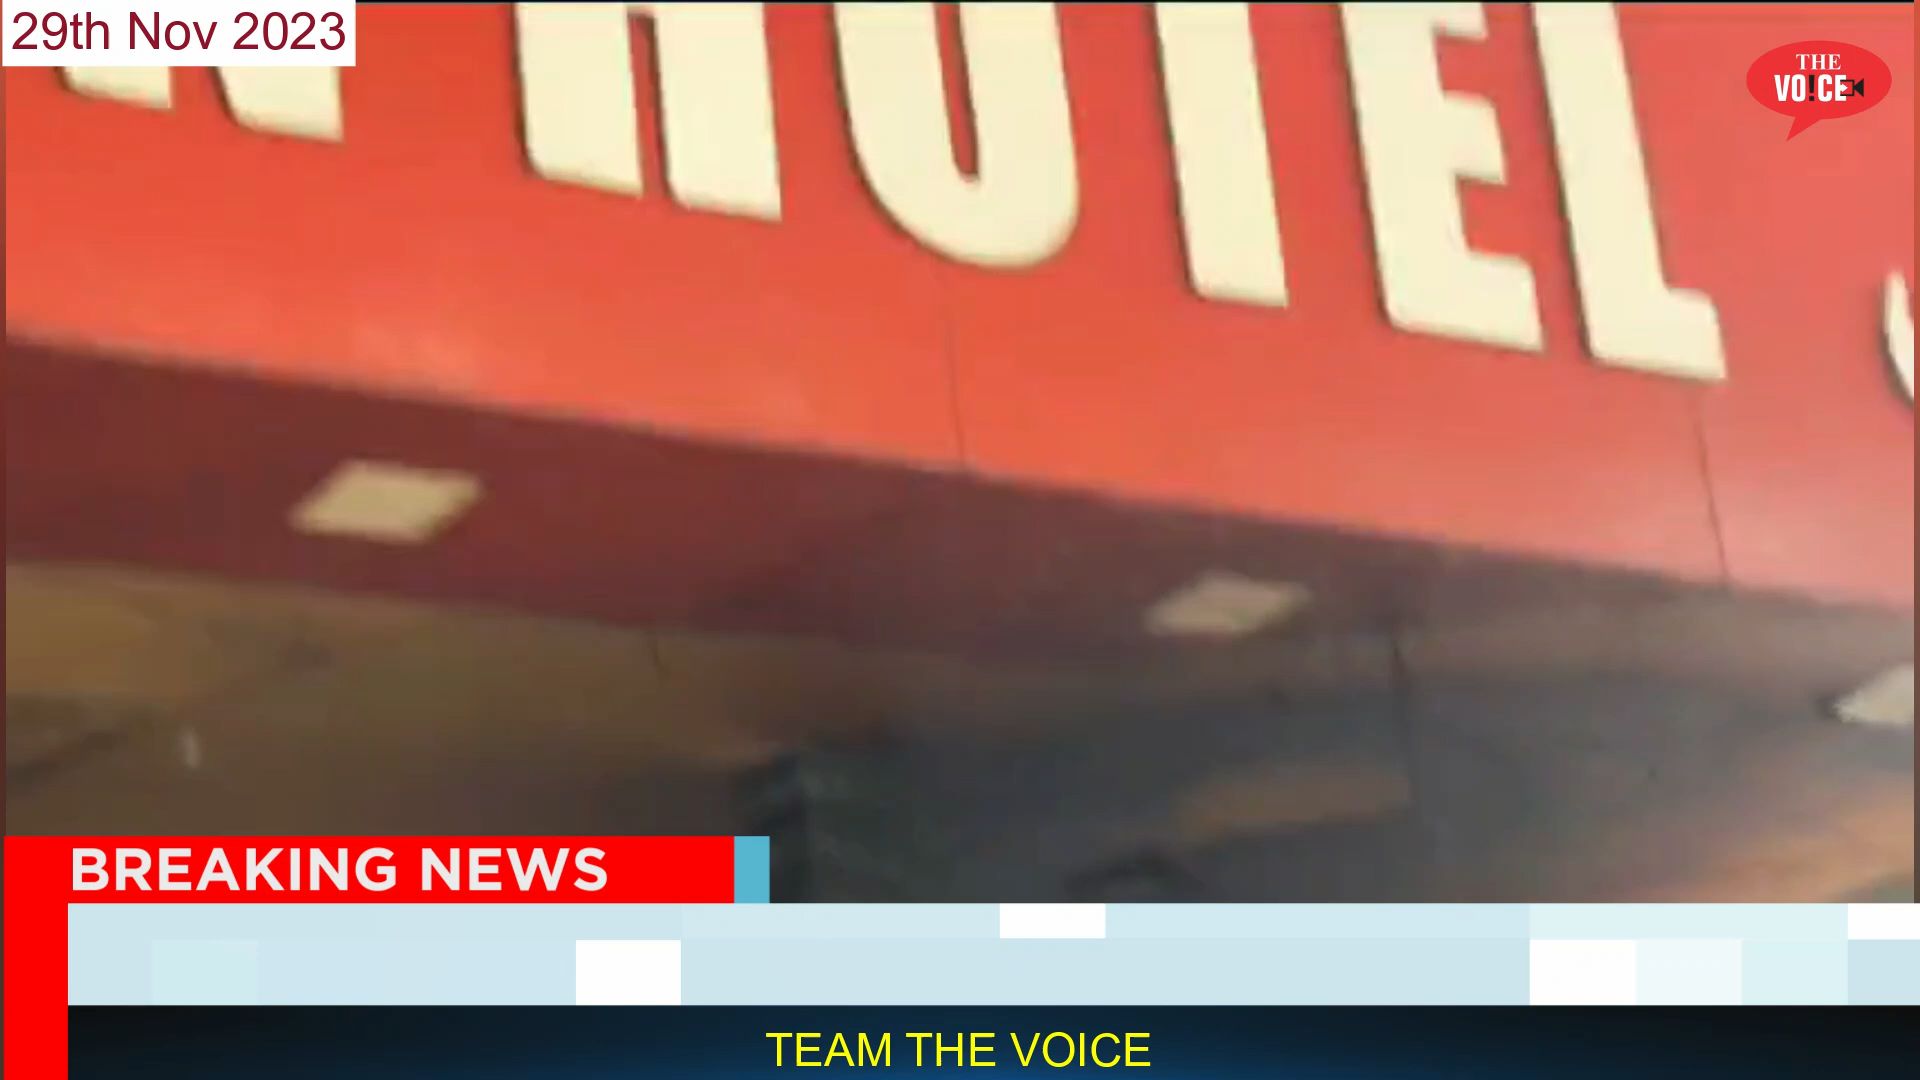 29th Nov 2023
THE
VO!CE
HOTEL
BREAKING NEWS
TEAM THE VOICE